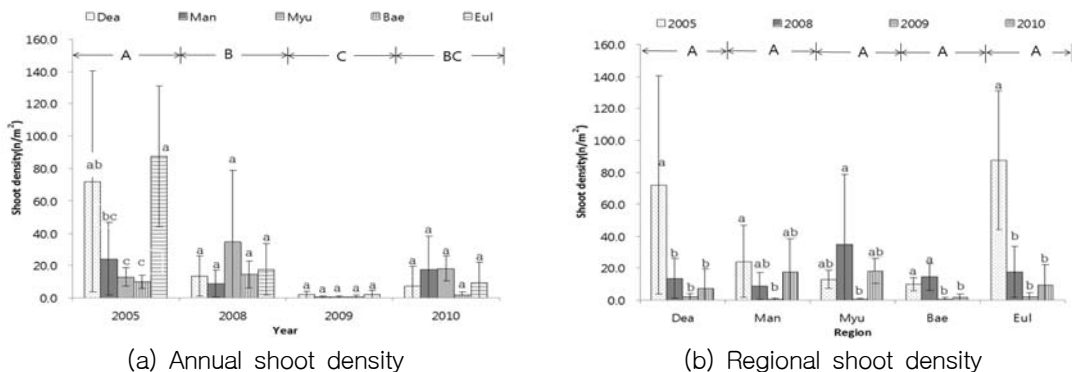 Dea Man Myu Bae Eul
160.0
140.0
120.0
100.0
80.0
60.0
40.0
20.0
0.0
Shoot density(n/m²)
A B C BC
ab bc c c a
a a a a a
a a a a a
a a a a a
2005 2008 2009 2010
Year
(a) Annual shoot density
2005 2008 2009 2010
160.0
140.0
120.0
100.0
80.0
60.0
40.0
20.0
0.0
Shoot density(n/m²)
A A A A A
a b b b
a ab b ab
ab a b ab
a a b b
a b b b
Dea Man Myu Bae Eul
Region
(b) Regional shoot density